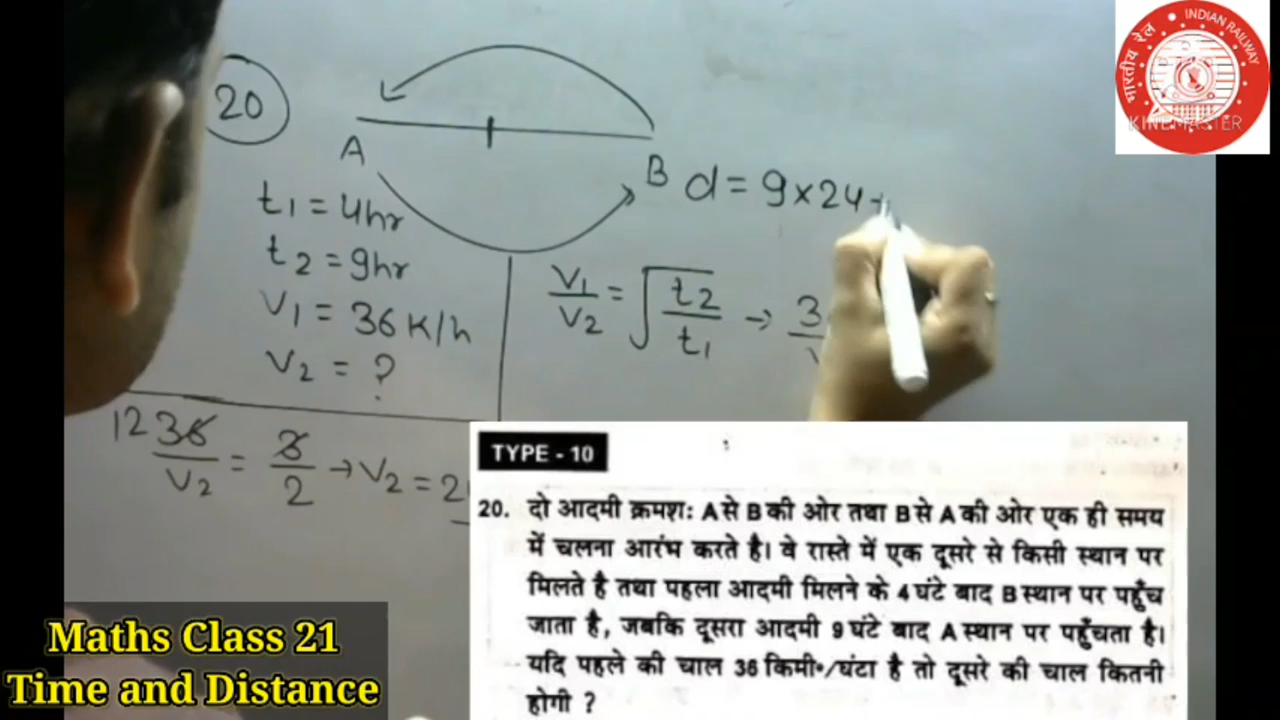 20
A
B
d = 9×24+
t1 = 4hr
t2 = 9hr
V1 = 36K/h
V2 = ?
V1/V2 = √t2/t1 → 3
12 36/V2 = 3/2 → V2 = 2
INDIAN RAILWAY
भारतीय रेल
KINEMASTER
TYPE - 10
20. दो आदमी क्रमशः A से B की ओर तथा B से A की ओर एक ही समय
में चलना आरंभ करते है। वे रास्ते में एक दूसरे से किसी स्थान पर
मिलते है तथा पहला आदमी मिलने के 4 घंटे बाद B स्थान पर पहुँच
जाता है, जबकि दूसरा आदमी 9 घंटे बाद A स्थान पर पहुँचता है।
यदि पहले की चाल 36 किमी॰/घंटा है तो दूसरे की चाल कितनी
होगी ?
Maths Class 21
Time and Distance